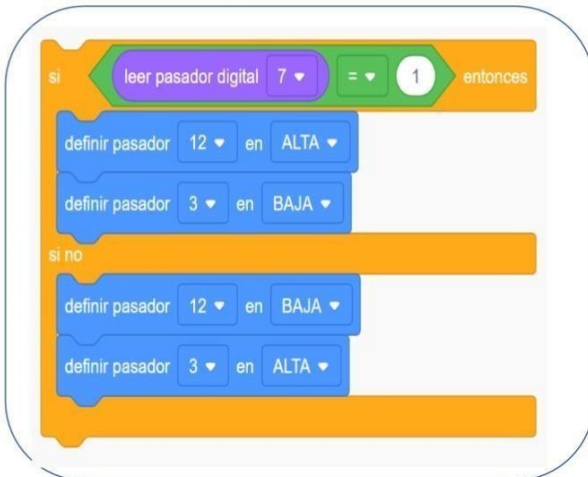 si leer pasador digital 7 = 1 entonces
definir pasador 12 en ALTA
definir pasador 3 en BAJA
si no
definir pasador 12 en BAJA
definir pasador 3 en ALTA